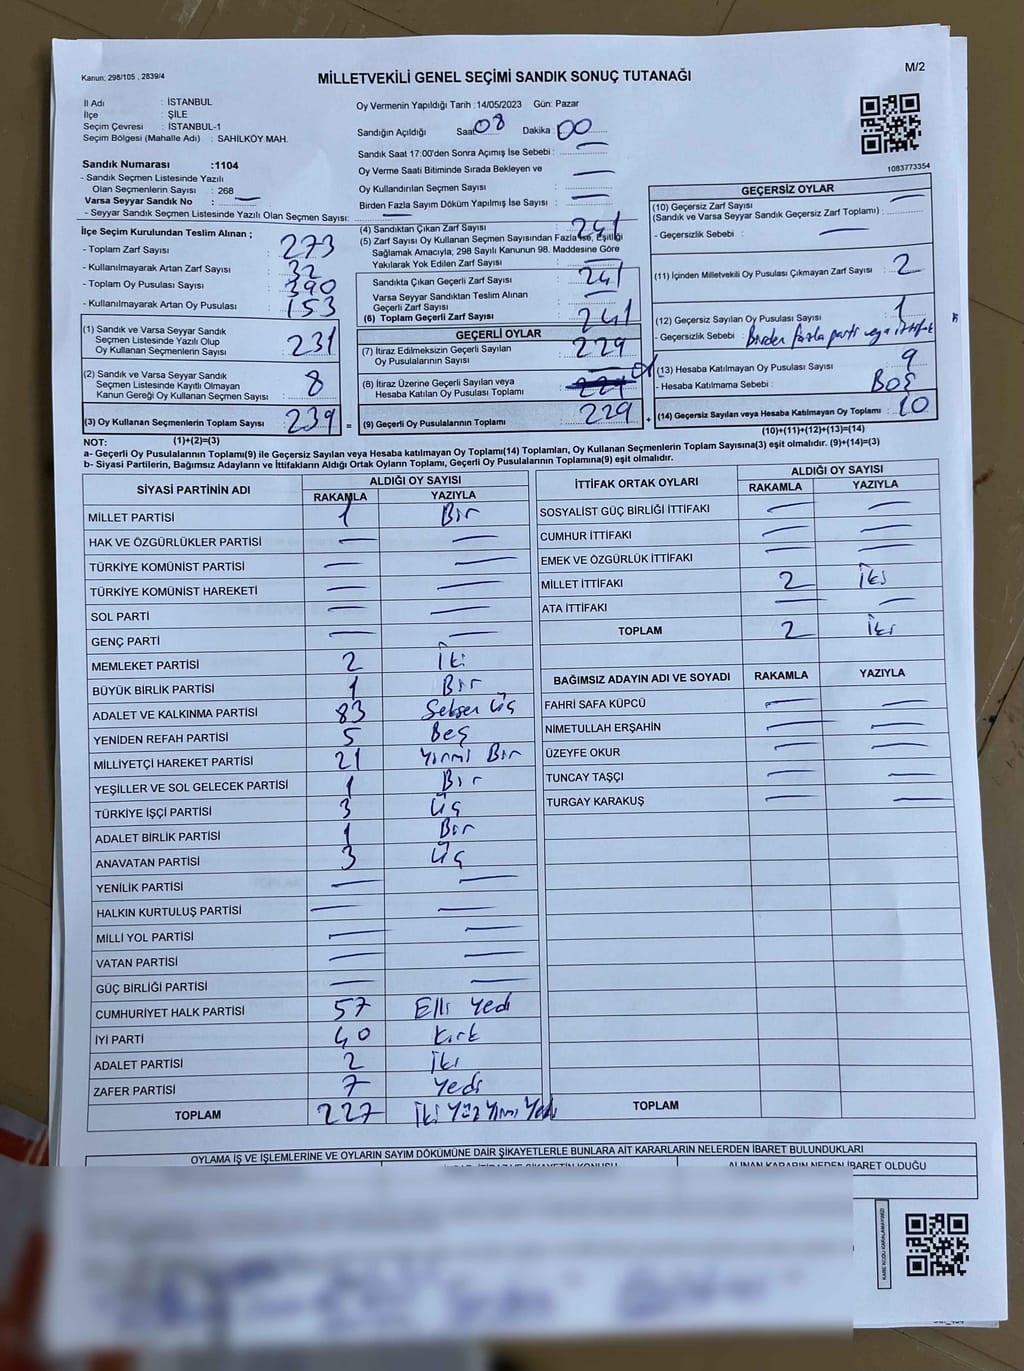 Kanun; 298/105 , 2839/4
MİLLETVEKİLİ GENEL SEÇİMİ SANDIK SONUÇ TUTANAĞI
M/2
İl Adı : İSTANBUL
İlçe : ŞİLE
Seçim Çevresi : İSTANBUL-1
Seçim Bölgesi (Mahalle Adı) : SAHİLKÖY MAH.
Oy Vermenin Yapıldığı Tarih :14/05/2023 Gün: Pazar
Sandığın Açıldığı Saat 08 Dakika : 00
Sandık Saat 17:00'den Sonra Açımış İse Sebebi : —
Oy Verme Saati Bitiminde Sırada Bekleyen ve
Oy Kullandırılan Seçmen Sayısı —
Birden Fazla Sayım Döküm Yapılmış İse Sayısı : —
1083773354
Sandık Numarası :1104
- Sandık Seçmen Listesinde Yazılı
Olan Seçmenlerin Sayısı : 268
Varsa Seyyar Sandık No : —
- Seyyar Sandık Seçmen Listesinde Yazılı Olan Seçmen Sayısı: —
İlçe Seçim Kurulundan Teslim Alınan ;
- Toplam Zarf Sayısı : 273
- Kullanılmayarak Artan Zarf Sayısı : 32
- Toplam Oy Pusulası Sayısı : 390
- Kullanılmayarak Artan Oy Pusulası : 153
(1) Sandık ve Varsa Seyyar Sandık
Seçmen Listesinde Yazılı Olup
Oy Kullanan Seçmenlerin Sayısı : 231
(2) Sandık ve Varsa Seyyar Sandık
Seçmen Listesinde Kayıtlı Olmayan
Kanun Gereği Oy Kullanan Seçmen Sayısı : 8
(3) Oy Kullanan Seçmenlerin Toplam Sayısı : 239
(4) Sandıktan Çıkan Zarf Sayısı : 241
(5) Zarf Sayısı Oy Kullanan Seçmen Sayısından Fazla ise, Eşitliği
Sağlamak Amacıyla, 298 Sayılı Kanunun 98. Maddesine Göre
Yakılarak Yok Edilen Zarf Sayısı : —
Sandıkta Çıkan Geçerli Zarf Sayısı : 241
Varsa Seyyar Sandıktan Teslim Alınan
Geçerli Zarf Sayısı : —
(6) Toplam Geçerli Zarf Sayısı : 241
GEÇERLİ OYLAR
(7) İtiraz Edilmeksizin Geçerli Sayılan
Oy Pusulalarının Sayısı : 229
(8) İtiraz Üzerine Geçerli Sayılan veya
Hesaba Katılan Oy Pusulası Toplamı : —
= (9) Geçerli Oy Pusulalarının Toplamı : 229 +
GEÇERSİZ OYLAR
(10) Geçersiz Zarf Sayısı
(Sandık ve Varsa Seyyar Sandık Geçersiz Zarf Toplamı) : —
- Geçersizlik Sebebi : —
(11) İçinden Milletvekili Oy Pusulası Çıkmayan Zarf Sayısı : 2
(12) Geçersiz Sayılan Oy Pusulası Sayısı : 1
- Geçersizlik Sebebi : Birden fazla parti veya ittifak
(13) Hesaba Katılmayan Oy Pusulası Sayısı : 9
- Hesaba Katılmama Sebebi : Boş
(14) Geçersiz Sayılan veya Hesaba Katılmayan Oy Toplamı : 10
(10)+(11)+(12)+(13)=(14)
NOT: (1)+(2)=(3)
a- Geçerli Oy Pusulalarının Toplamı(9) ile Geçersiz Sayılan veya Hesaba katılmayan Oy Toplamı(14) Toplamları, Oy Kullanan Seçmenlerin Toplam Sayısına(3) eşit olmalıdır. (9)+(14)=(3)
b- Siyasi Partilerin, Bağımsız Adayların ve İttifakların Aldığı Ortak Oyların Toplamı, Geçerli Oy Pusulalarının Toplamına(9) eşit olmalıdır.
SİYASİ PARTİNİN ADI ALDIĞI OY SAYISI
RAKAMLA YAZIYLA
MİLLET PARTİSİ 1 Bir
HAK VE ÖZGÜRLÜKLER PARTİSİ — —
TÜRKİYE KOMÜNİST PARTİSİ — —
TÜRKİYE KOMÜNİST HAREKETİ — —
SOL PARTİ — —
GENÇ PARTİ — —
MEMLEKET PARTİSİ 2 İki
BÜYÜK BİRLİK PARTİSİ 1 Bir
ADALET VE KALKINMA PARTİSİ 83 Seksen Üç
YENİDEN REFAH PARTİSİ 5 Beş
MİLLİYETÇİ HAREKET PARTİSİ 21 Yirmi Bir
YEŞİLLER VE SOL GELECEK PARTİSİ 1 Bir
TÜRKİYE İŞÇİ PARTİSİ 3 Üç
ADALET BİRLİK PARTİSİ 1 Bir
ANAVATAN PARTİSİ 3 Üç
YENİLİK PARTİSİ — —
HALKIN KURTULUŞ PARTİSİ — —
MİLLİ YOL PARTİSİ — —
VATAN PARTİSİ — —
GÜÇ BİRLİĞİ PARTİSİ — —
CUMHURİYET HALK PARTİSİ 57 Elli Yedi
İYİ PARTİ 40 Kırk
ADALET PARTİSİ 2 İki
ZAFER PARTİSİ 7 Yedi
TOPLAM 227 İki Yüz Yirmi Yedi
İTTİFAK ORTAK OYLARI ALDIĞI OY SAYISI
RAKAMLA YAZIYLA
SOSYALİST GÜÇ BİRLİĞİ İTTİFAKI — —
CUMHUR İTTİFAKI — —
EMEK VE ÖZGÜRLÜK İTTİFAKI — —
MİLLET İTTİFAKI 2 İki
ATA İTTİFAKI — —
TOPLAM 2 İki
BAĞIMSIZ ADAYIN ADI VE SOYADI RAKAMLA YAZIYLA
FAHRİ SAFA KÜPCÜ — —
NİMETULLAH ERŞAHİN — —
ÜZEYFE OKUR — —
TUNCAY TAŞÇI — —
TURGAY KARAKUŞ — —
TOPLAM
OYLAMA İŞ VE İŞLEMLERİNE VE OYLARIN SAYIM DÖKÜMÜNE DAİR ŞİKAYETLERLE BUNLARA AİT KARARLARIN NELERDEN İBARET BULUNDUKLARI
ALINAN KARARIN NEDEN İBARET OLDUĞU
KARE KODU KARALAMAYINIZ!